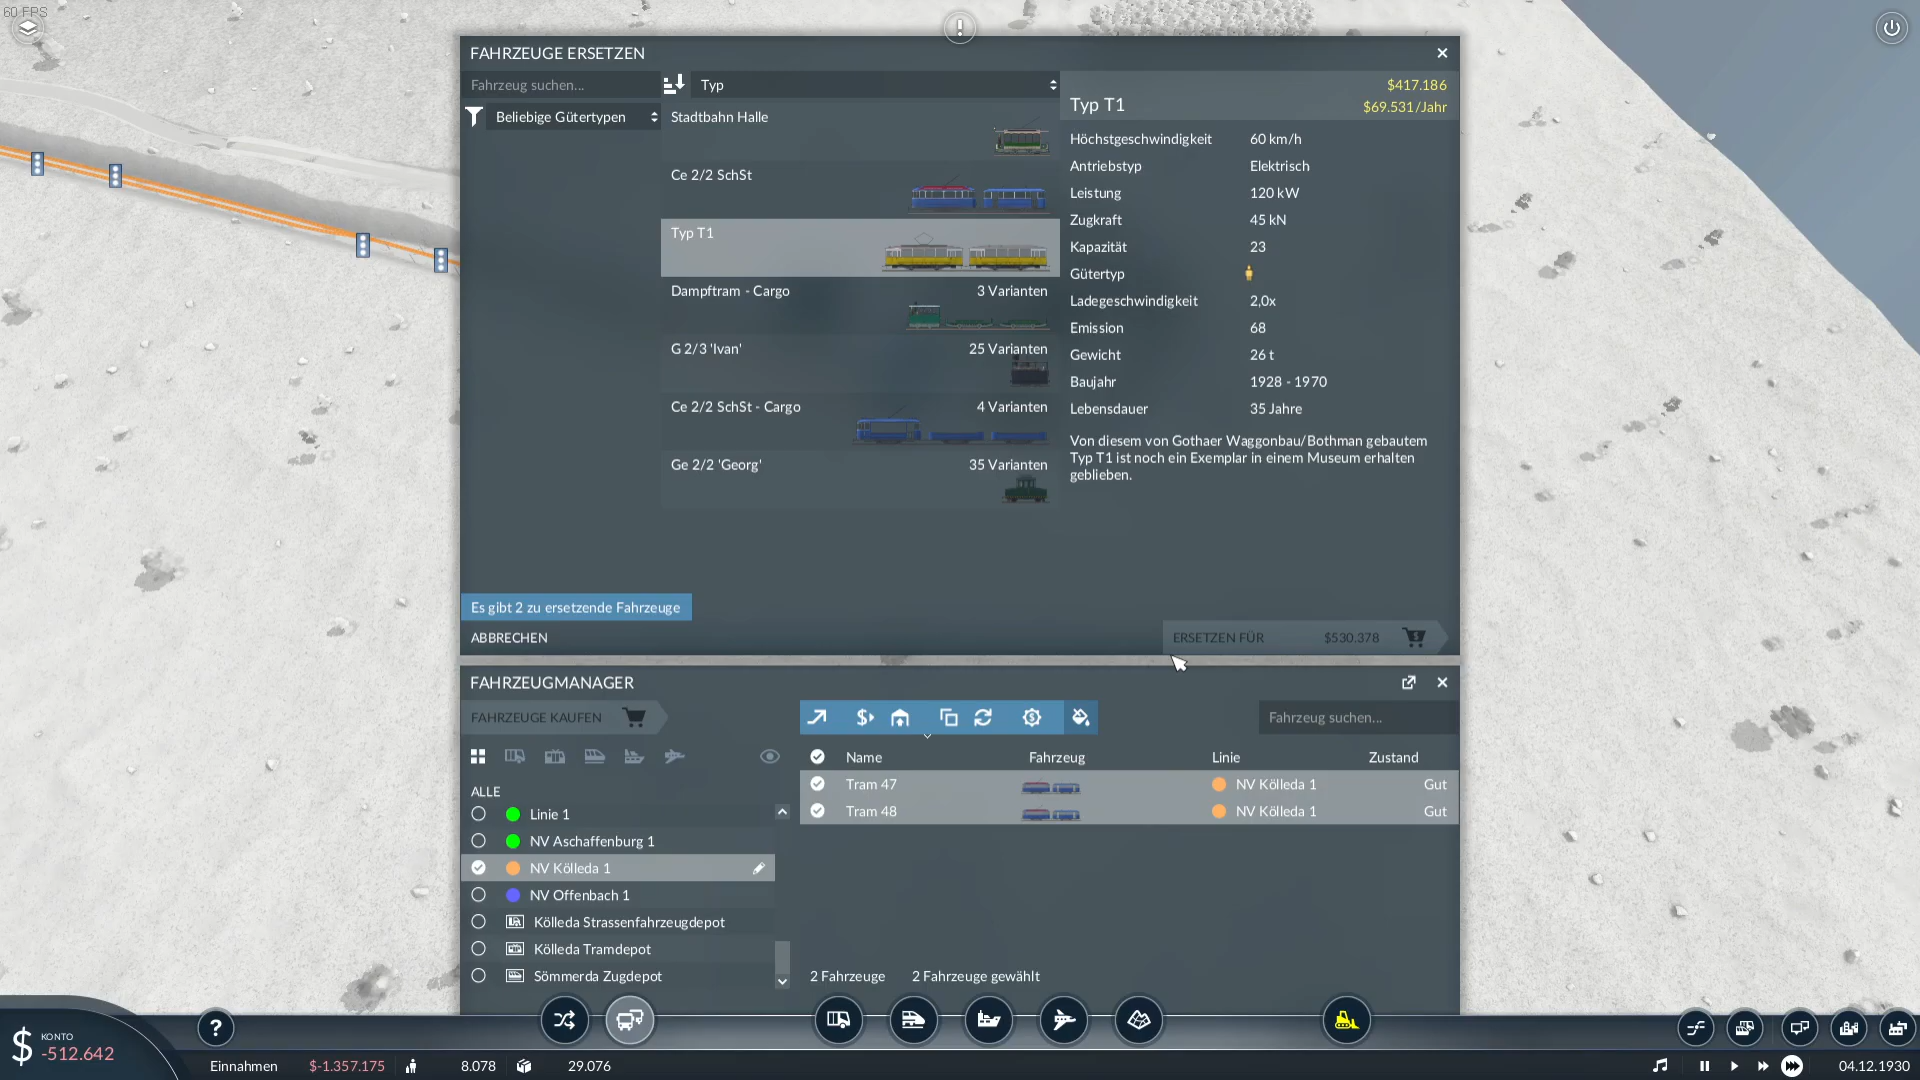 60 FPS
FAHRZEUGE ERSETZEN
Fahrzeug suchen...
Typ
Beliebige Gütertypen
Stadtbahn Halle
Ce 2/2 SchSt
Typ T1
Dampftram - Cargo 3 Varianten
G 2/3 'Ivan' 25 Varianten
Ce 2/2 SchSt - Cargo 4 Varianten
Ge 2/2 'Georg' 35 Varianten
$417.186
Typ T1 $69.531/Jahr
Höchstgeschwindigkeit 60 km/h
Antriebstyp Elektrisch
Leistung 120 kW
Zugkraft 45 kN
Kapazität 23
Gütertyp
Ladegeschwindigkeit 2,0x
Emission 68
Gewicht 26 t
Baujahr 1928 - 1970
Lebensdauer 35 Jahre
Von diesem von Gothaer Waggonbau/Bothman gebautem
Typ T1 ist noch ein Exemplar in einem Museum erhalten
geblieben.
Es gibt 2 zu ersetzende Fahrzeuge
ABBRECHEN
ERSETZEN FÜR $530.378
FAHRZEUGMANAGER
FAHRZEUGE KAUFEN
Fahrzeug suchen...
ALLE
Linie 1
NV Aschaffenburg 1
NV Kölleda 1
NV Offenbach 1
Kölleda Strassenfahrzeugdepot
Kölleda Tramdepot
Sömmerda Zugdepot
Name Fahrzeug Linie Zustand
Tram 47 NV Kölleda 1 Gut
Tram 48 NV Kölleda 1 Gut
2 Fahrzeuge 2 Fahrzeuge gewählt
KONTO
-512.642
Einnahmen $-1.357.175 8.078 29.076
04.12.1930